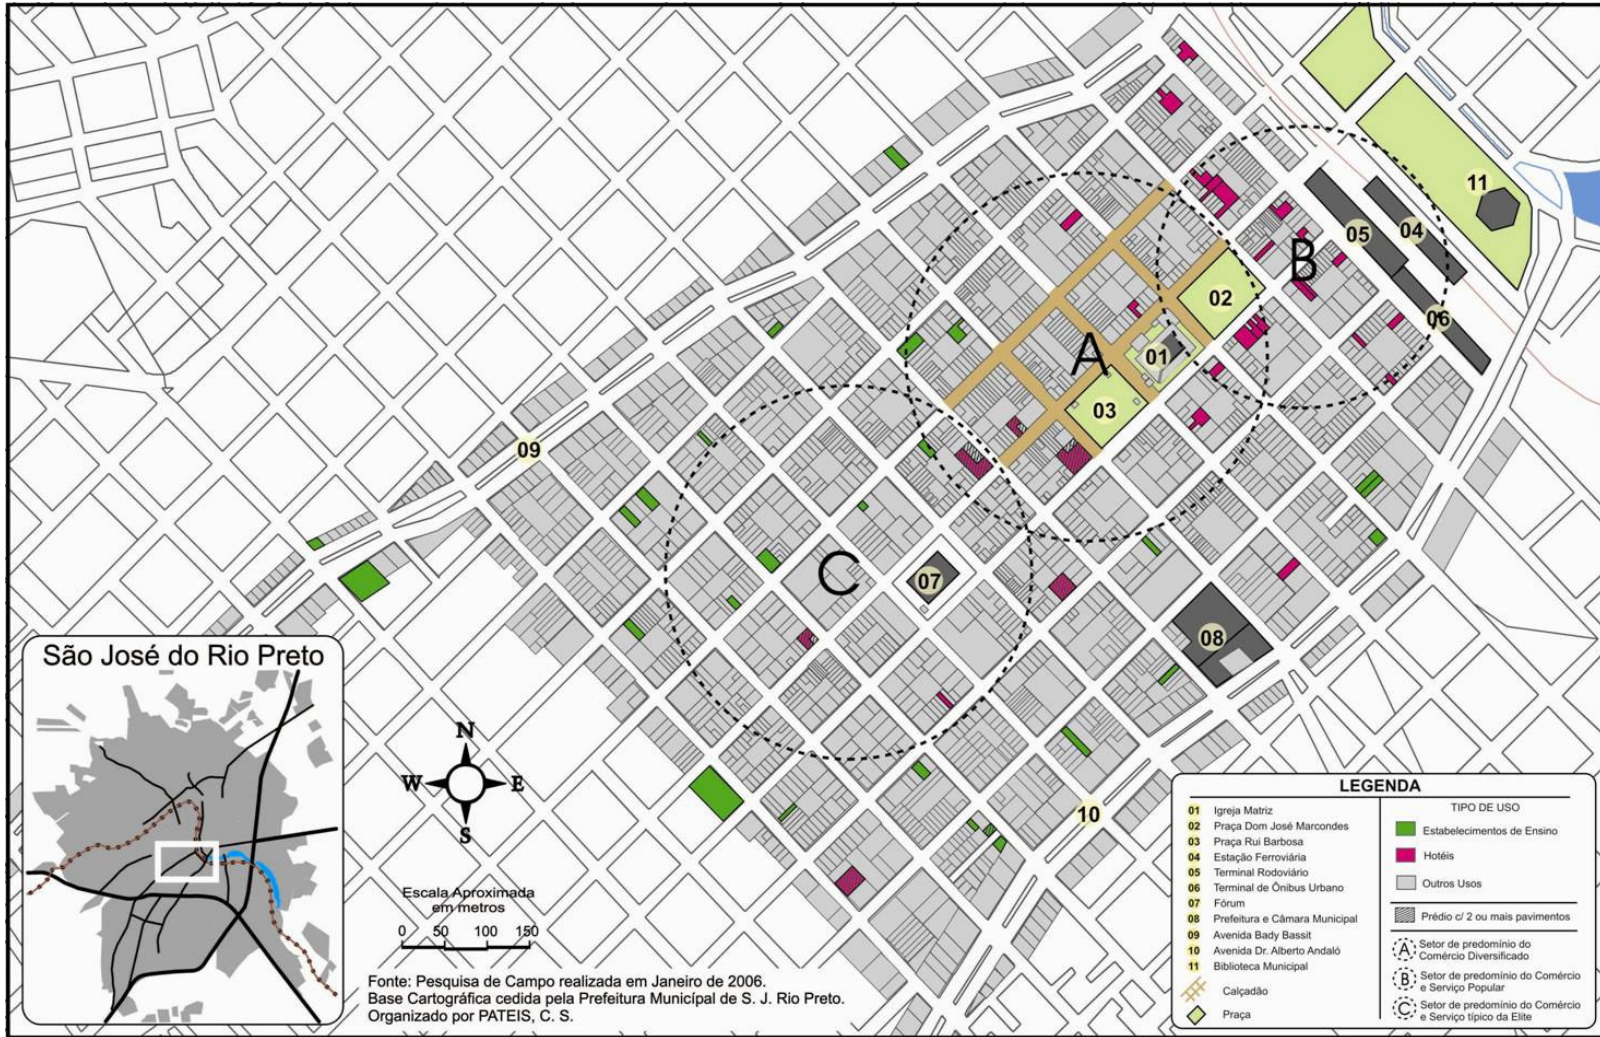 11
05
04
B
02
06
A
01
03
09
C
07
08
10
São José do Rio Preto
N
W E
S
Escala Aproximada
em metros
0 50 100 150
Fonte: Pesquisa de Campo realizada em Janeiro de 2006.
Base Cartográfica cedida pela Prefeitura Municípal de S. J. Rio Preto.
Organizado por PATEIS, C. S.
LEGENDA
01 Igreja Matriz
02 Praça Dom José Marcondes
03 Praça Rui Barbosa
04 Estação Ferroviária
05 Terminal Rodoviário
06 Terminal de Ônibus Urbano
07 Fórum
08 Prefeitura e Câmara Municipal
09 Avenida Bady Bassit
10 Avenida Dr. Alberto Andaló
11 Biblioteca Municipal
Calçadão
Praça
TIPO DE USO
Estabelecimentos de Ensino
Hotéis
Outros Usos
Prédio c/ 2 ou mais pavimentos
A Setor de predomínio do
Comércio Diversificado
B Setor de predomínio do Comércio
e Serviço Popular
C Setor de predomínio do Comércio
e Serviço típico da Elite